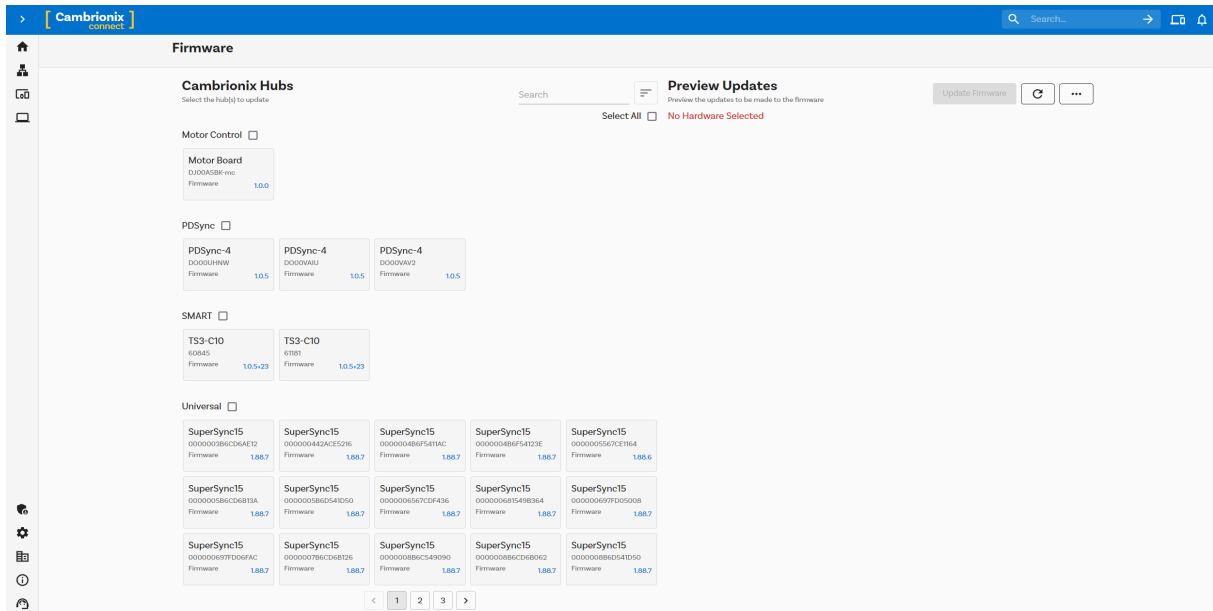 Cambrionix
connect
Search...
Firmware
Cambrionix Hubs
Select the hub(s) to update
Search
Select All
Preview Updates
Preview the updates to be made to the firmware
No Hardware Selected
Update Firmware
Motor Control
Motor Board
DJ00ASBK-mc
Firmware 1.0.0
PDSync
PDSync-4 PDSync-4 PDSync-4
DO00UHNW DO00VAIU DO00VAV2
Firmware 1.0.5 Firmware 1.0.5 Firmware 1.0.5
SMART
TS3-C10 TS3-C10
60845 61181
Firmware 1.0.5+23 Firmware 1.0.5+23
Universal
SuperSync15 SuperSync15 SuperSync15 SuperSync15 SuperSync15
0000003B6CD6AE12 000000442ACE5216 0000004B6F5411AC 0000004B6F54123E 0000005567CE1164
Firmware 1.88.7 Firmware 1.88.7 Firmware 1.88.7 Firmware 1.88.7 Firmware 1.88.6
SuperSync15 SuperSync15 SuperSync15 SuperSync15 SuperSync15
0000005B6CD6B13A 0000005B6D541D50 0000006567CDF436 000000681549B364 000000697FD05008
Firmware 1.88.7 Firmware 1.88.7 Firmware 1.88.7 Firmware 1.88.7 Firmware 1.88.7
SuperSync15 SuperSync15 SuperSync15 SuperSync15 SuperSync15
000000697FD06FAC 0000007B6CD6B126 0000008B6C549090 0000008B6CD6B062 0000008B6D541D50
Firmware 1.88.7 Firmware 1.88.7 Firmware 1.88.7 Firmware 1.88.7 Firmware 1.88.7
1 2 3